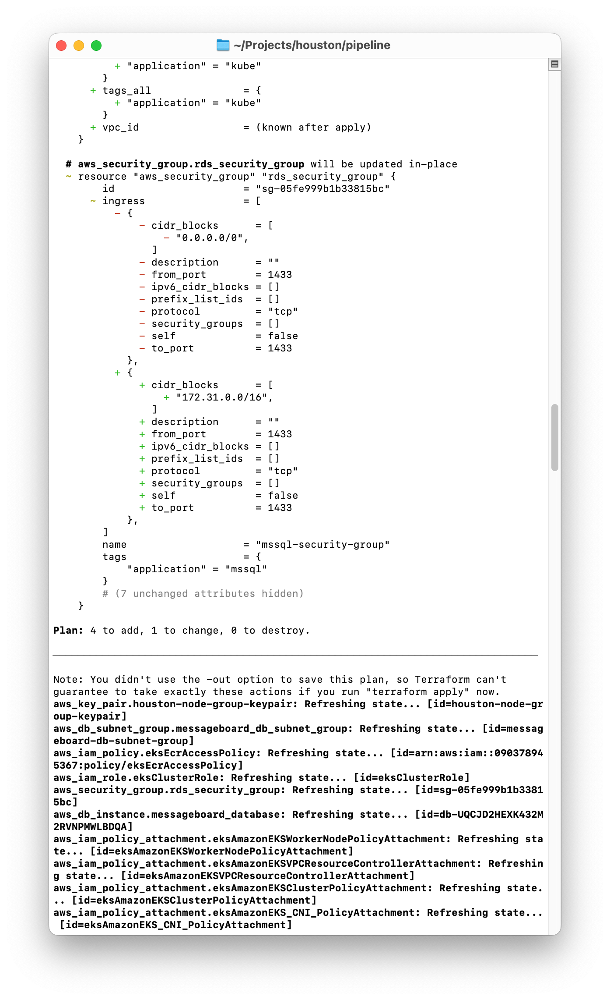 ~/Projects/houston/pipeline
          + "application" = "kube"
        }
      + tags_all               = {
          + "application" = "kube"
        }
      + vpc_id                 = (known after apply)
    }

  # aws_security_group.rds_security_group will be updated in-place
  ~ resource "aws_security_group" "rds_security_group" {
        id                     = "sg-05fe999b1b33815bc"
      ~ ingress                = [
          - {
              - cidr_blocks      = [
                  - "0.0.0.0/0",
                ]
              - description      = ""
              - from_port        = 1433
              - ipv6_cidr_blocks = []
              - prefix_list_ids  = []
              - protocol         = "tcp"
              - security_groups  = []
              - self             = false
              - to_port          = 1433
            },
          + {
              + cidr_blocks      = [
                  + "172.31.0.0/16",
                ]
              + description      = ""
              + from_port        = 1433
              + ipv6_cidr_blocks = []
              + prefix_list_ids  = []
              + protocol         = "tcp"
              + security_groups  = []
              + self             = false
              + to_port          = 1433
            },
        ]
        name                   = "mssql-security-group"
        tags                   = {
            "application" = "mssql"
        }
        # (7 unchanged attributes hidden)
    }

Plan: 4 to add, 1 to change, 0 to destroy.

Note: You didn't use the -out option to save this plan, so Terraform can't
guarantee to take exactly these actions if you run "terraform apply" now.
aws_key_pair.houston-node-group-keypair: Refreshing state... [id=houston-node-gr
oup-keypair]
aws_db_subnet_group.messageboard_db_subnet_group: Refreshing state... [id=messag
eboard-db-subnet-group]
aws_iam_policy.eksEcrAccessPolicy: Refreshing state... [id=arn:aws:iam::09037894
5367:policy/eksEcrAccessPolicy]
aws_iam_role.eksClusterRole: Refreshing state... [id=eksClusterRole]
aws_security_group.rds_security_group: Refreshing state... [id=sg-05fe999b1b3381
5bc]
aws_db_instance.messageboard_database: Refreshing state... [id=db-UQCJD2HEXK432M
2RVNPMWLBDQA]
aws_iam_policy_attachment.eksAmazonEKSWorkerNodePolicyAttachment: Refreshing sta
te... [id=eksAmazonEKSWorkerNodePolicyAttachment]
aws_iam_policy_attachment.eksAmazonEKSVPCResourceControllerAttachment: Refreshin
g state... [id=eksAmazonEKSVPCResourceControllerAttachment]
aws_iam_policy_attachment.eksAmazonEKSClusterPolicyAttachment: Refreshing state.
.. [id=eksAmazonEKSClusterPolicyAttachment]
aws_iam_policy_attachment.eksAmazonEKS_CNI_PolicyAttachment: Refreshing state...
 [id=eksAmazonEKS_CNI_PolicyAttachment]